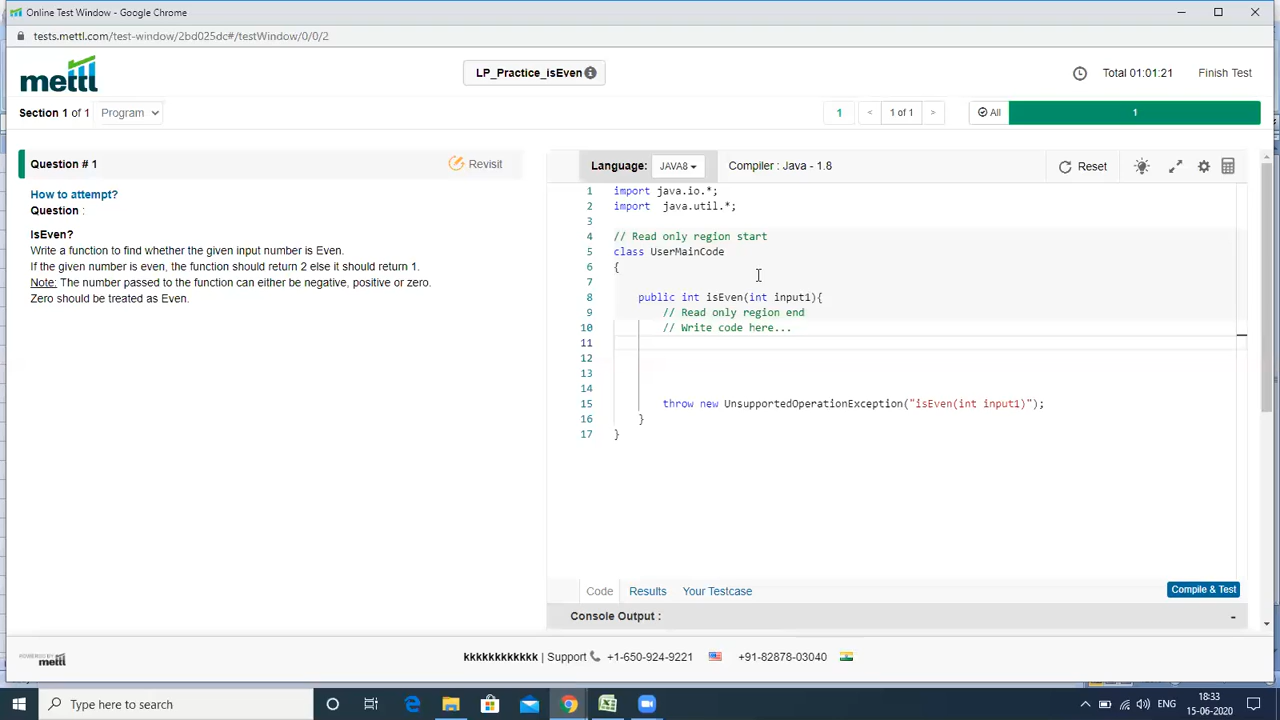 Online Test Window - Google Chrome
tests.mettl.com/test-window/2bd025dc#/testWindow/0/0/2
mettl
LP_Practice_isEven
Total 01:01:21
Finish Test
Section 1 of 1 Program
1 < 1 of 1 > All 1
Question # 1
Revisit
How to attempt?
Question :
IsEven?
Write a function to find whether the given input number is Even.
If the given number is even, the function should return 2 else it should return 1.
Note: The number passed to the function can either be negative, positive or zero.
Zero should be treated as Even.
Language: JAVA8 Compiler : Java - 1.8 Reset
1 import java.io.*;
2 import  java.util.*;
3
4 // Read only region start
5 class UserMainCode
6 {
7
8 public int isEven(int input1){
9 // Read only region end
10 // Write code here...
11
12
13
14
15 throw new UnsupportedOperationException("isEven(int input1)");
16 }
17 }
Code Results Your Testcase Compile & Test
Console Output : -
POWERED BY mettl
kkkkkkkkkkkk | Support +1-650-924-9221 +91-82878-03040
Type here to search
ENG
18:33
15-06-2020